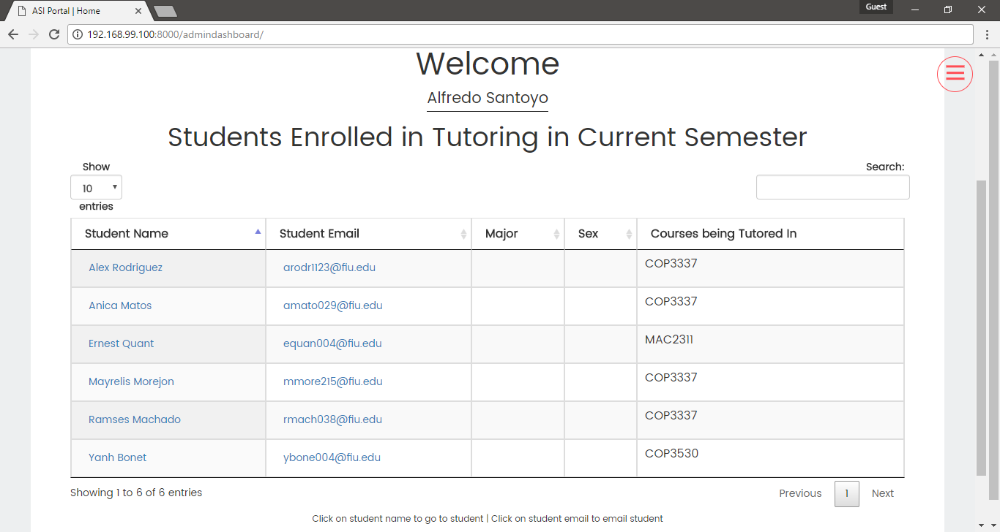 ASI Portal | Home
Guest
192.168.99.100:8000/admindashboard/
Welcome
Alfredo Santoyo
Students Enrolled in Tutoring in Current Semester
Show
10
entries
Search:
Student Name Student Email Major Sex Courses being Tutored In
Alex Rodriguez arodr1123@fiu.edu COP3337
Anica Matos amato029@fiu.edu COP3337
Ernest Quant equan004@fiu.edu MAC2311
Mayrelis Morejon mmore215@fiu.edu COP3337
Ramses Machado rmach038@fiu.edu COP3337
Yanh Bonet ybone004@fiu.edu COP3530
Showing 1 to 6 of 6 entries
Previous 1 Next
Click on student name to go to student | Click on student email to email student